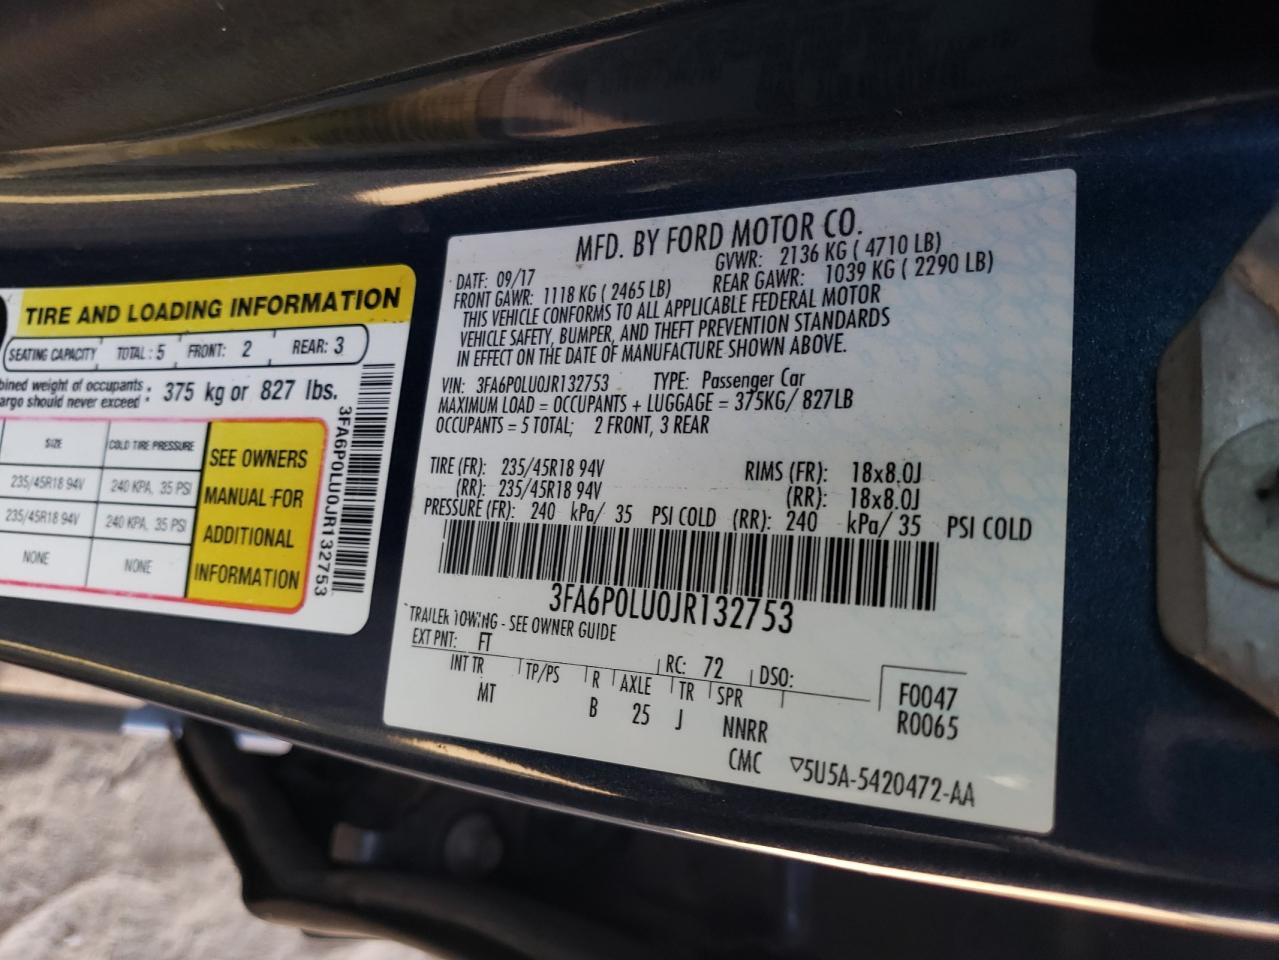 TIRE AND LOADING INFORMATION
SEATING CAPACITY TOTAL : 5 FRONT: 2 REAR: 3
bined weight of occupants
argo should never exceed : 375 kg or 827 lbs.
SIZE COLD TIRE PRESSURE
235/45R18 94V 240 KPA, 35 PSI
235/45R18 94V 240 KPA, 35 PSI
NONE NONE
SEE OWNERS
MANUAL FOR
ADDITIONAL
INFORMATION
3FA6P0LU0JR132753
MFD. BY FORD MOTOR CO.
DATE: 09/17 GVWR: 2136 KG ( 4710 LB)
FRONT GAWR: 1118 KG ( 2465 LB) REAR GAWR: 1039 KG ( 2290 LB)
THIS VEHICLE CONFORMS TO ALL APPLICABLE FEDERAL MOTOR
VEHICLE SAFETY, BUMPER, AND THEFT PREVENTION STANDARDS
IN EFFECT ON THE DATE OF MANUFACTURE SHOWN ABOVE.
VIN: 3FA6P0LU0JR132753 TYPE: Passenger Car
MAXIMUM LOAD = OCCUPANTS + LUGGAGE = 375KG/ 827LB
OCCUPANTS = 5 TOTAL; 2 FRONT, 3 REAR
TIRE (FR): 235/45R18 94V RIMS (FR): 18x8.0J
(RR): 235/45R18 94V (RR): 18x8.0J
PRESSURE (FR): 240 kPa/ 35 PSI COLD (RR): 240 kPa/ 35 PSI COLD
3FA6P0LU0JR132753
TRAILER TOWING - SEE OWNER GUIDE
EXT PNT: FT RC: 72 DSO:
INT TR TP/PS R AXLE TR SPR
MT B 25 J NNRR
F0047
R0065
CMC ▽5U5A-5420472-AA